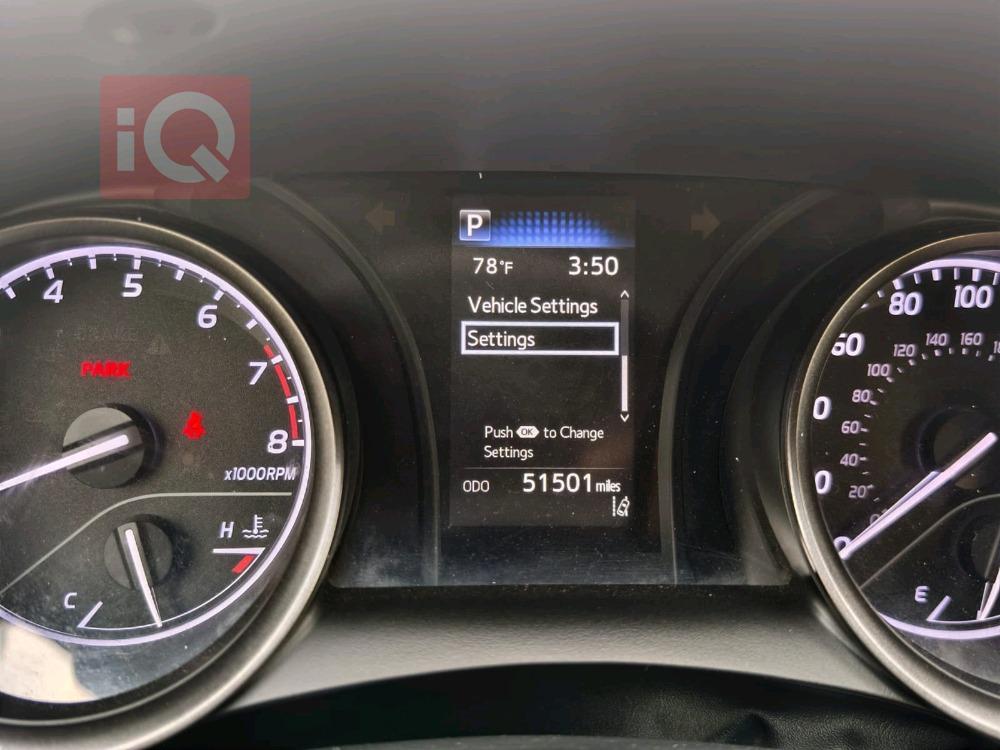 iQ
P
78°F 3:50
Vehicle Settings
Settings
Push OK to Change
Settings
ODO 51501 miles
4 5 6 7 8
x1000RPM
PARK
H
C
60 80 100
20 40 60 80 100 120 140 160
E